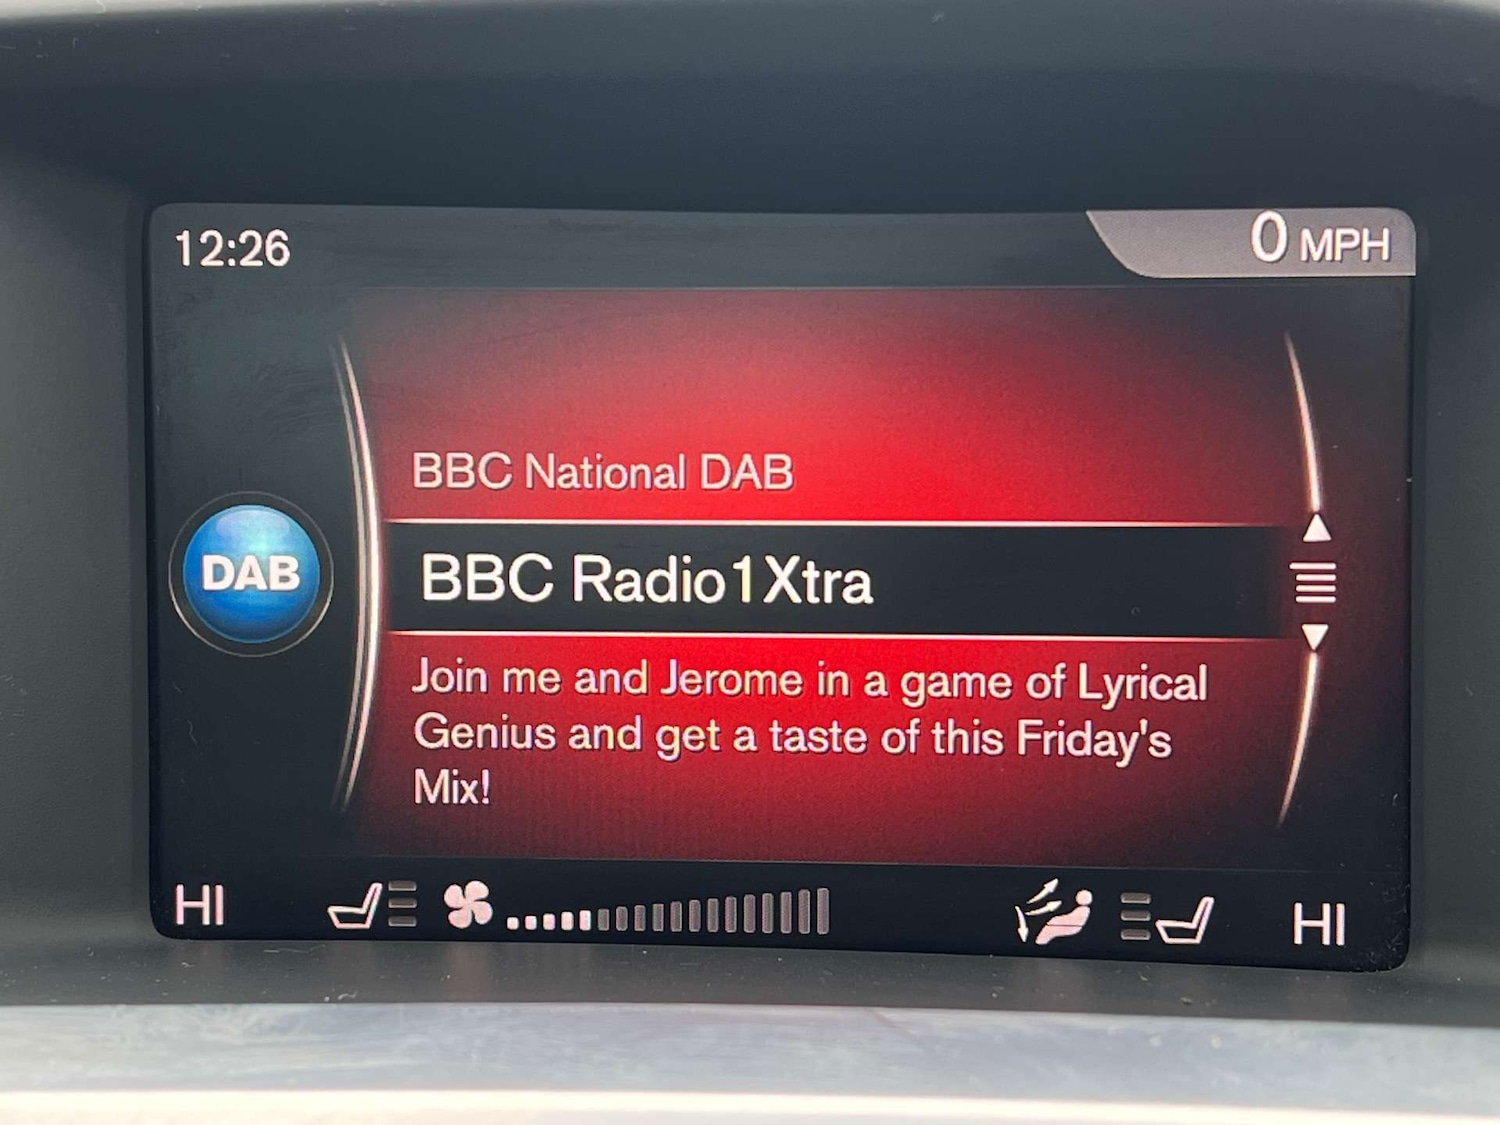 12:26
0 MPH
BBC National DAB
DAB
BBC Radio1Xtra
Join me and Jerome in a game of Lyrical
Genius and get a taste of this Friday's
Mix!
HI
HI